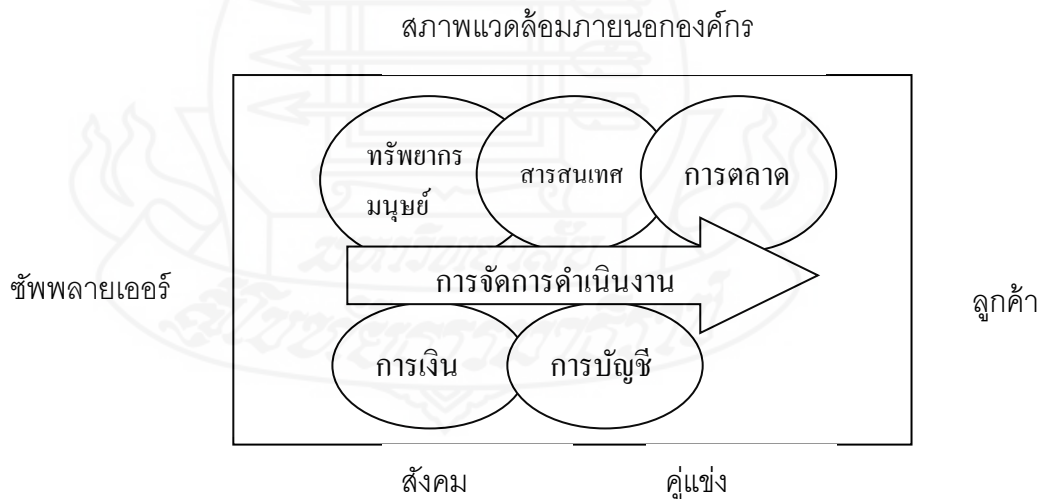 สภาพแวดล้อมภายนอกองค์กร
ทรัพยากร
มนุษย์
สารสนเทศ
การตลาด
การจัดการดำเนินงาน
ซัพพลายเออร์
ลูกค้า
การเงิน
การบัญชี
สังคม
คู่แข่ง